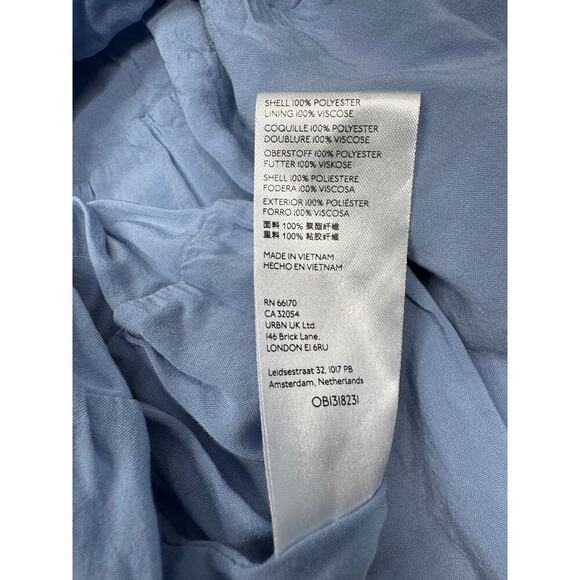 SHELL 100% POLYESTER
LINING 100% VISCOSE
COQUILLE 100% POLYESTER
DOUBLURE 100% VISCOSE
OBERSTOFF 100% POLYESTER
FUTTER 100% VISKOSE
SHELL 100% POLIESTERE
FODERA 100% VISCOSA
EXTERIOR 100% POLIÉSTER
FORRO 100% VISCOSA
面料 100% 聚酯纤维
里料 100% 粘胶纤维
MADE IN VIETNAM
HECHO EN VIETNAM
RN 66170
CA 32054
URBN UK Ltd.
146 Brick Lane,
LONDON E1 6RU
Leidsestraat 32, 1017 PB
Amsterdam, Netherlands
OB1318231